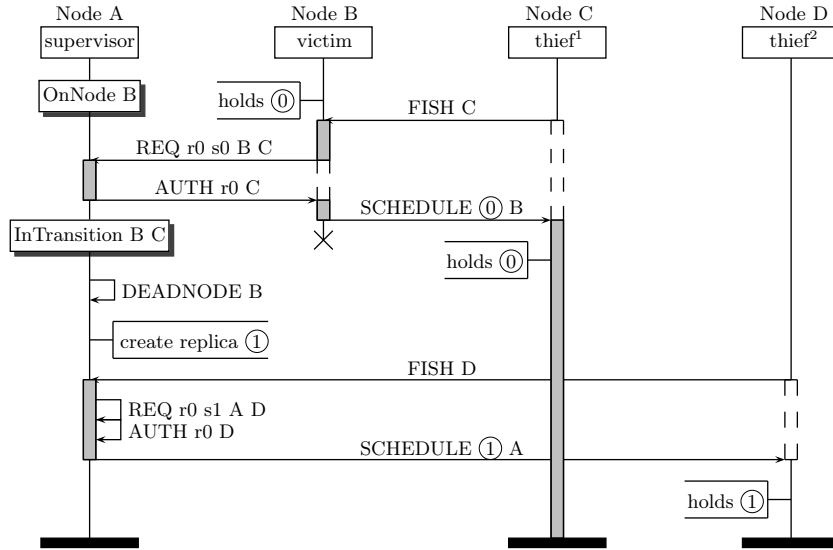 Node A Node B Node C Node D
supervisor victim thief¹ thief²
OnNode B
holds ⓪
FISH C
REQ r0 s0 B C
AUTH r0 C
SCHEDULE ⓪ B
InTransition B C
holds ⓪
DEADNODE B
create replica ①
FISH D
REQ r0 s1 A D
AUTH r0 D
SCHEDULE ① A
holds ①